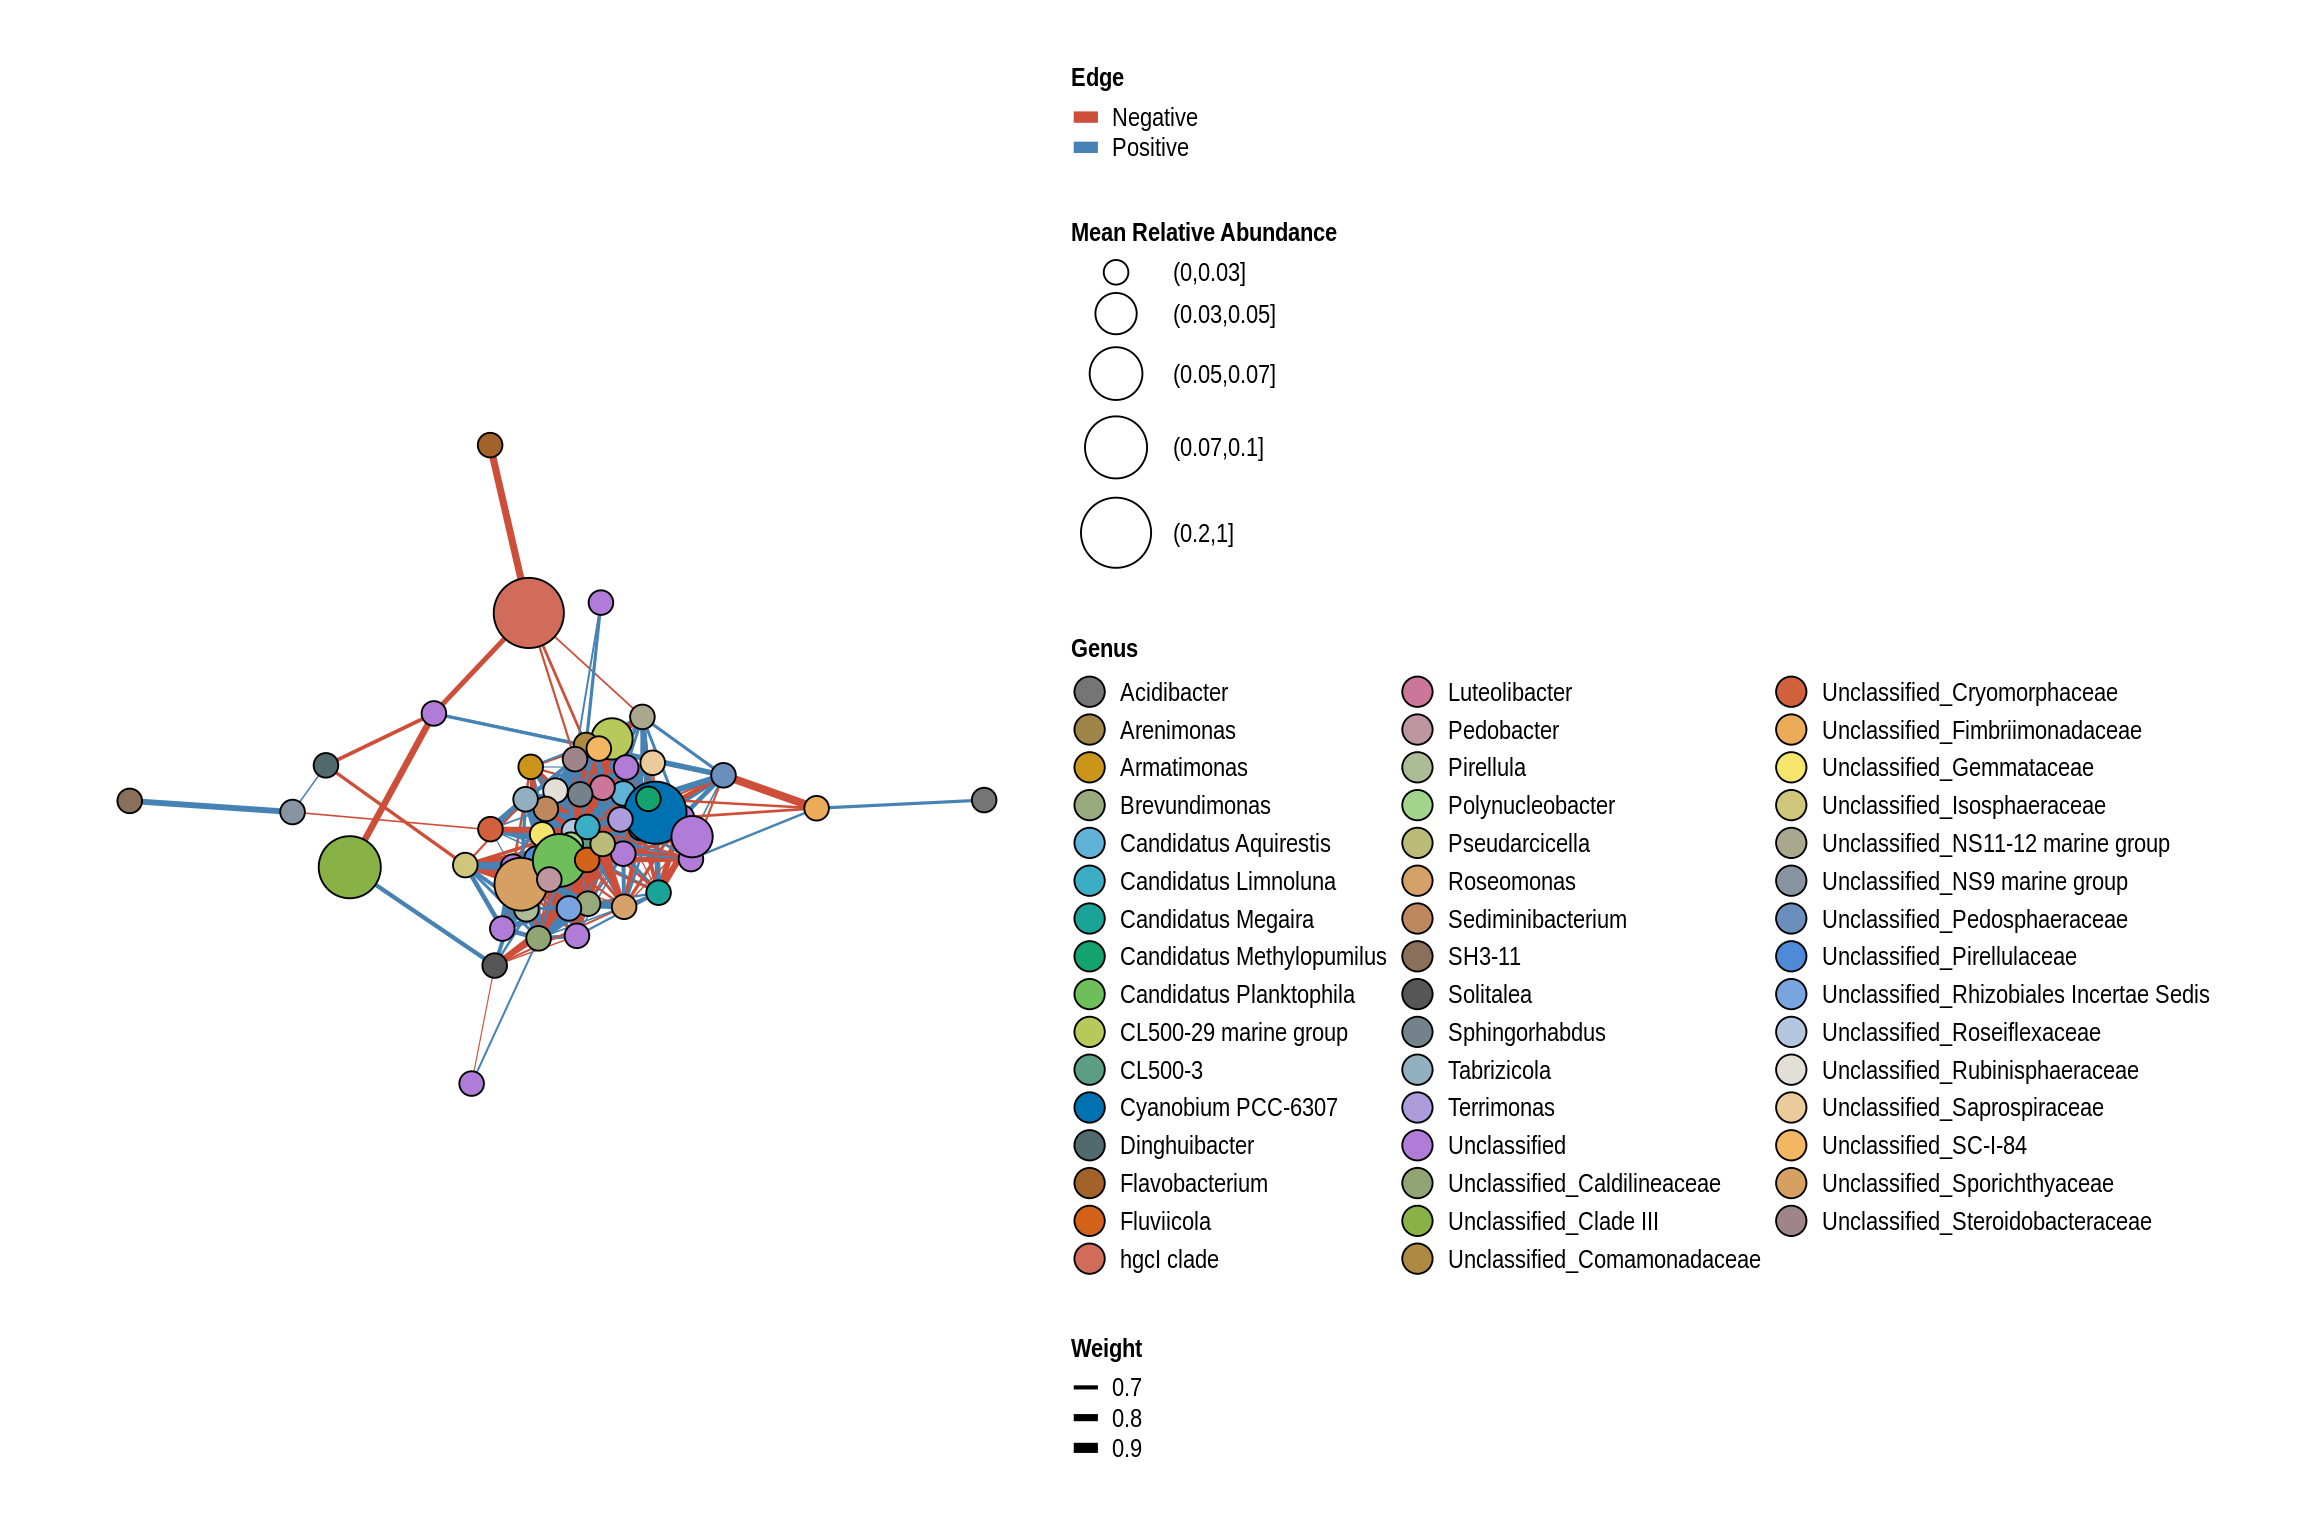 Edge
Negative
Positive
Mean Relative Abundance
(0,0.03]
(0.03,0.05]
(0.05,0.07]
(0.07,0.1]
(0.2,1]
Genus
Acidibacter
Arenimonas
Armatimonas
Brevundimonas
Candidatus Aquirestis
Candidatus Limnoluna
Candidatus Megaira
Candidatus Methylopumilus
Candidatus Planktophila
CL500-29 marine group
CL500-3
Cyanobium PCC-6307
Dinghuibacter
Flavobacterium
Fluviicola
hgcI clade
Luteolibacter
Pedobacter
Pirellula
Polynucleobacter
Pseudarcicella
Roseomonas
Sediminibacterium
SH3-11
Solitalea
Sphingorhabdus
Tabrizicola
Terrimonas
Unclassified
Unclassified_Caldilineaceae
Unclassified_Clade III
Unclassified_Comamonadaceae
Unclassified_Cryomorphaceae
Unclassified_Fimbriimonadaceae
Unclassified_Gemmataceae
Unclassified_Isosphaeraceae
Unclassified_NS11-12 marine group
Unclassified_NS9 marine group
Unclassified_Pedosphaeraceae
Unclassified_Pirellulaceae
Unclassified_Rhizobiales Incertae Sedis
Unclassified_Roseiflexaceae
Unclassified_Rubinisphaeraceae
Unclassified_Saprospiraceae
Unclassified_SC-I-84
Unclassified_Sporichthyaceae
Unclassified_Steroidobacteraceae
Weight
0.7
0.8
0.9